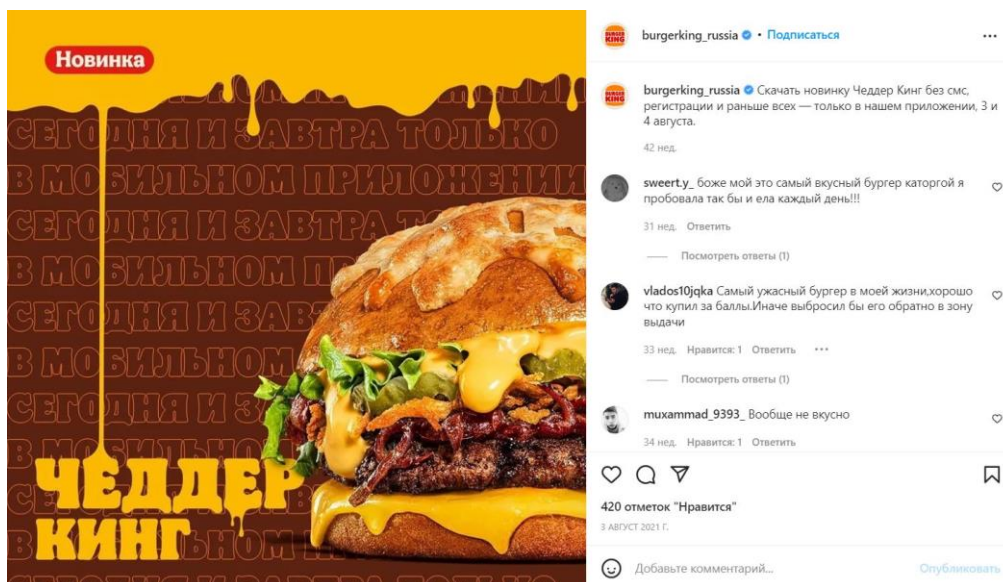 Новинка
СЕГОДНЯ И ЗАВТРА ТОЛЬКО
В МОБИЛЬНОМ ПРИЛОЖЕНИИ
СЕГОДНЯ И ЗАВТРА
В МОБИЛЬНОМ
СЕГОДНЯ И ЗАВ
В МОБИЛЬНОМ
СЕГОДНЯ И З
ЧЕДДЕР
КИНГ
BURGER
KING
burgerking_russia • Подписаться
BURGER
KING
burgerking_russia Скачать новинку Чеддер Кинг без смс,
регистрации и раньше всех — только в нашем приложении, 3 и
4 августа.
42 нед.
sweert.y_ боже мой это самый вкусный бургер каторгой я
пробовала так бы и ела каждый день!!!
31 нед. Ответить
Посмотреть ответы (1)
vlados10jqka Самый ужасный бургер в моей жизни,хорошо
что купил за баллы.Иначе выбросил бы его обратно в зону
выдачи
33 нед. Нравится: 1 Ответить
Посмотреть ответы (1)
muxammad_9393_ Вообще не вкусно
34 нед. Нравится: 1 Ответить
420 отметок "Нравится"
3 АВГУСТ 2021 Г.
Добавьте комментарий...
Опубликовать